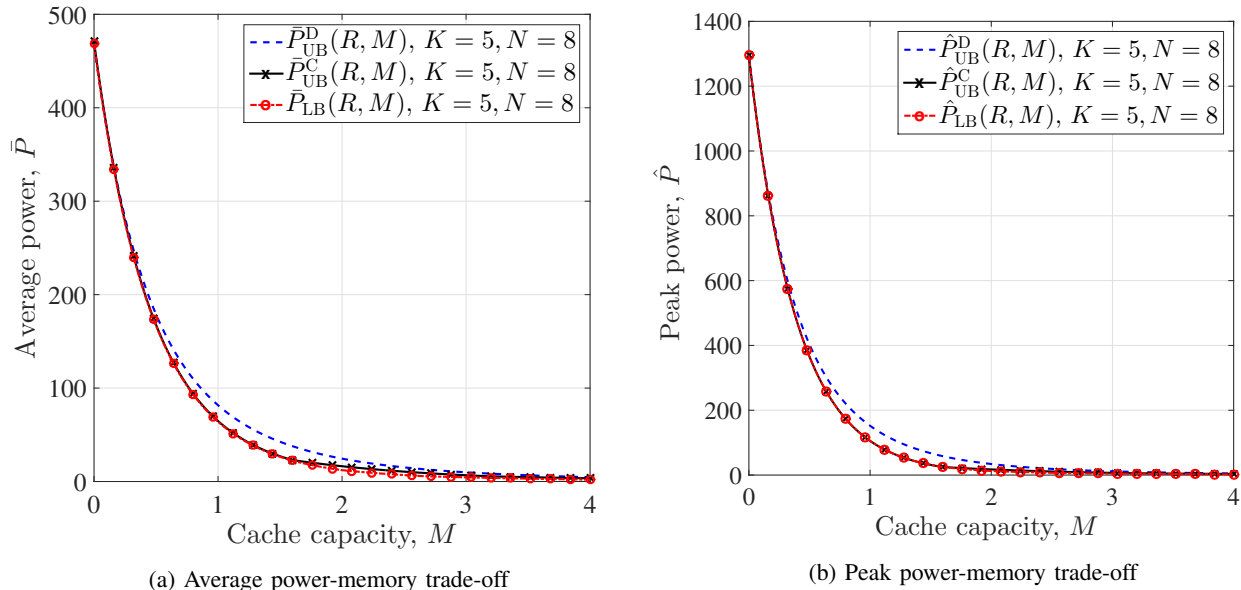 500
400
300
200
100
0
0
1
2
3
4
Average power, P̄
Cache capacity, M
P̄ᴰ_UB(R, M), K = 5, N = 8
P̄ᶜ_UB(R, M), K = 5, N = 8
P̄_LB(R, M), K = 5, N = 8
(a) Average power-memory trade-off
1400
1200
1000
800
600
400
200
0
0
1
2
3
4
Peak power, P̂
Cache capacity, M
P̂ᴰ_UB(R, M), K = 5, N = 8
P̂ᶜ_UB(R, M), K = 5, N = 8
P̂_LB(R, M), K = 5, N = 8
(b) Peak power-memory trade-off